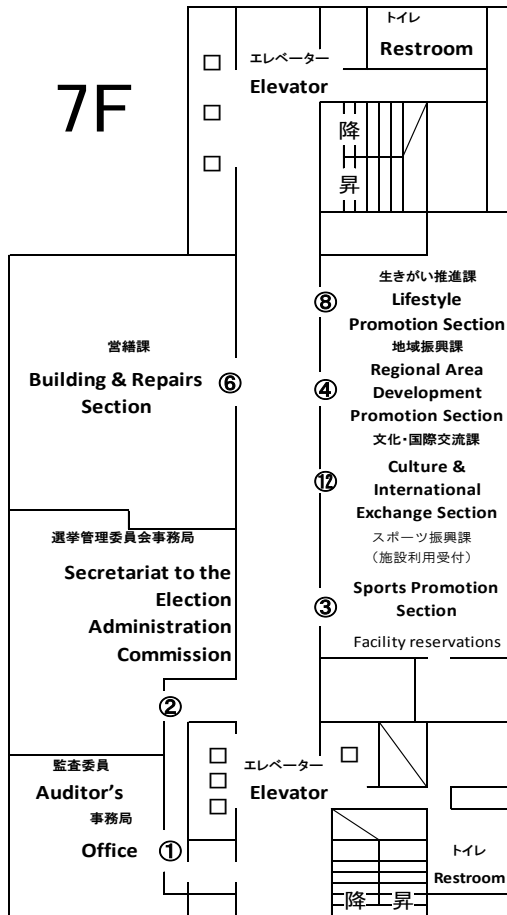 7F
トイレ
Restroom
エレベーター
Elevator
降
昇
生きがい推進課
⑧
Lifestyle
Promotion Section
営繕課
Building & Repairs
Section
⑥
地域振興課
④
Regional Area
Development
Promotion Section
文化・国際交流課
⑫
Culture &
International
Exchange Section
選挙管理委員会事務局
Secretariat to the
Election
Administration
Commission
②
スポーツ振興課
（施設利用受付）
③
Sports Promotion
Section
Facility reservations
監査委員
Auditor's
事務局
Office
①
エレベーター
Elevator
トイレ
Restroom
降 昇